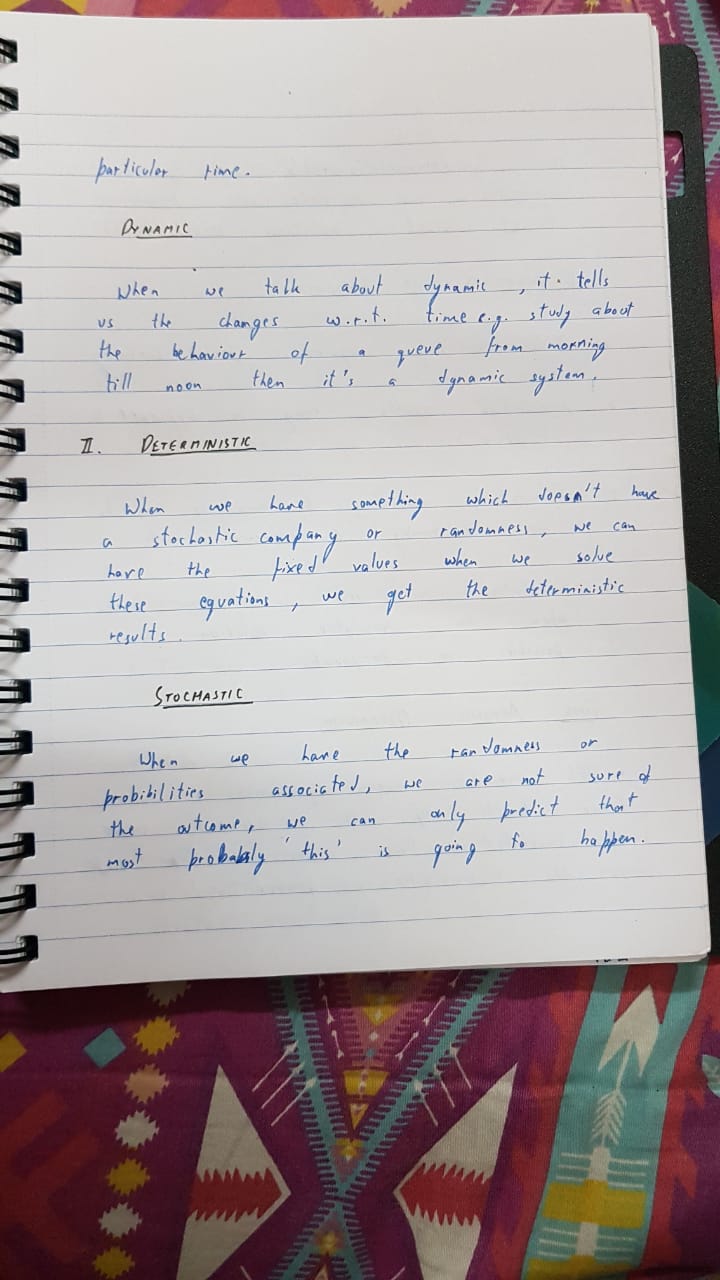 particular time.
DYNAMIC
When we talk about dynamic, it tells
us the changes w.r.t. time e.g. study about
the behaviour of a queue from morning
till noon then it's a dynamic system.
II. DETERMINISTIC
When we have something which doesn't have
a stochastic company or randomness, we can
have the fixed values when we solve
these equations, we get the deterministic
results.
STOCHASTIC
When we have the randomness or
probibilities associated, we are not sure of
the outcome, we can only predict that
most probabaly 'this' is going to happen.